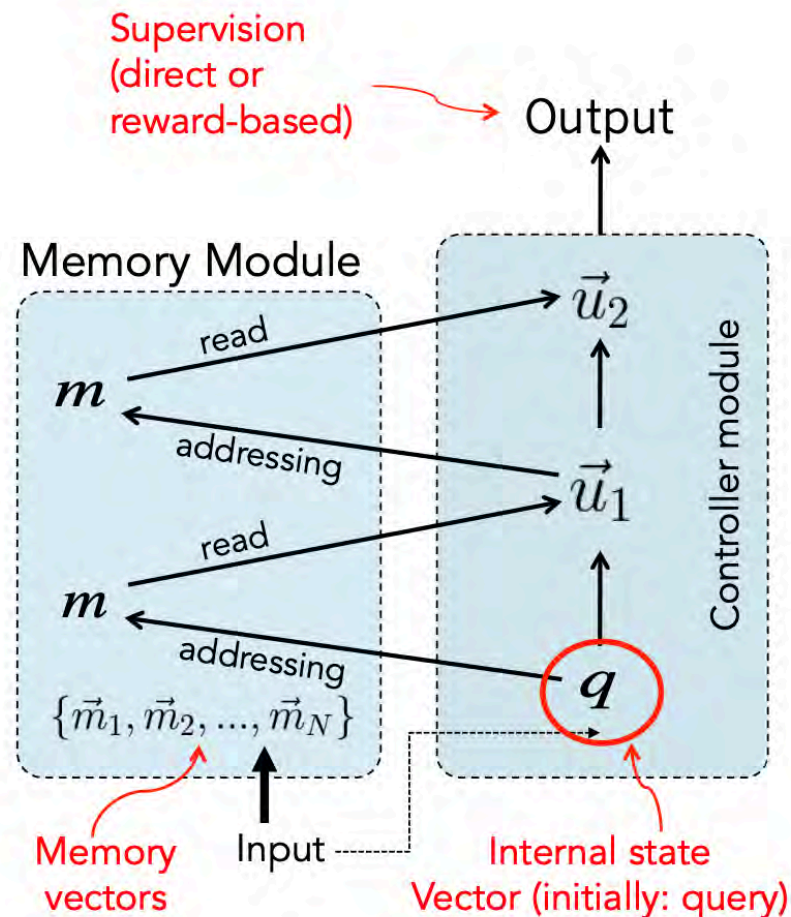 Supervision
(direct or
reward-based)
Output
Memory Module
read
m
addressing
read
m
addressing
{m⃗₁, m⃗₂, ..., m⃗_N}
u⃗₂
u⃗₁
q
Controller module
Memory
vectors
Input
Internal state
Vector (initially: query)